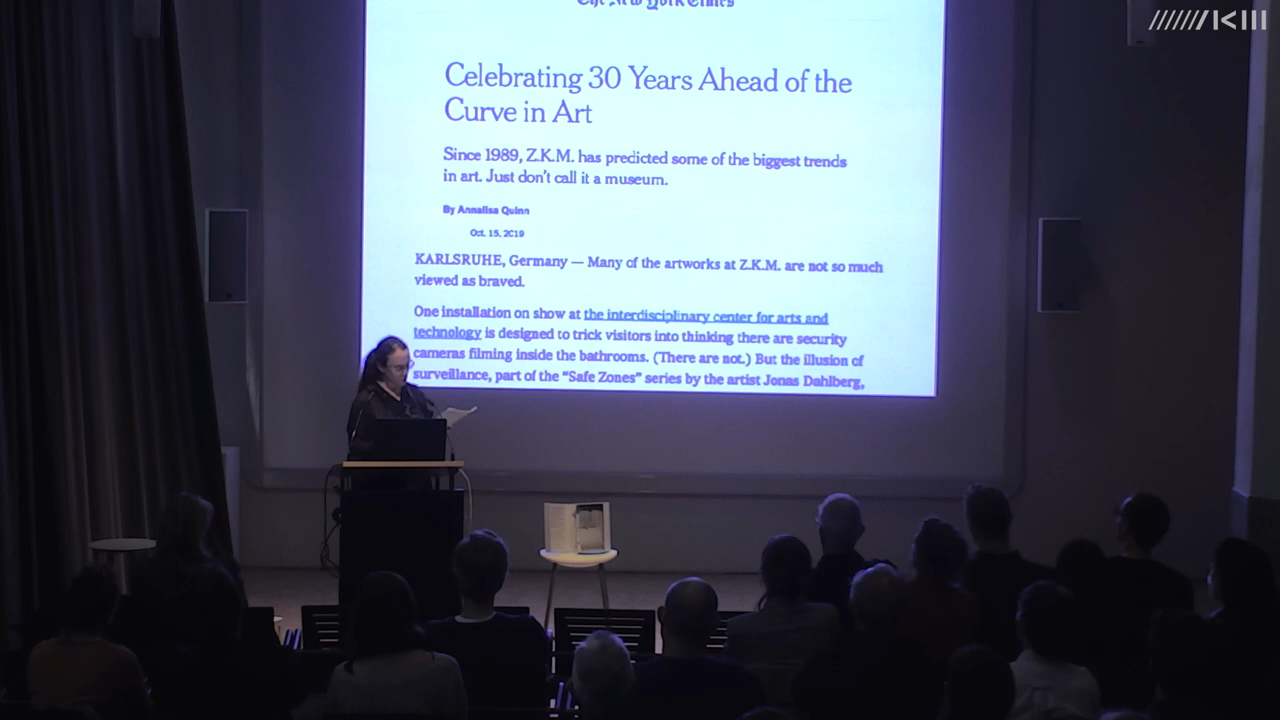 The New York Times
Celebrating 30 Years Ahead of the
Curve in Art
Since 1989, Z.K.M. has predicted some of the biggest trends
in art. Just don't call it a museum.
By Annalisa Quinn
Oct. 15, 2019
KARLSRUHE, Germany — Many of the artworks at Z.K.M. are not so much
viewed as braved.
One installation on show at the interdisciplinary center for arts and
technology is designed to trick visitors into thinking there are security
cameras filming inside the bathrooms. (There are not.) But the illusion of
surveillance, part of the “Safe Zones” series by the artist Jonas Dahlberg,